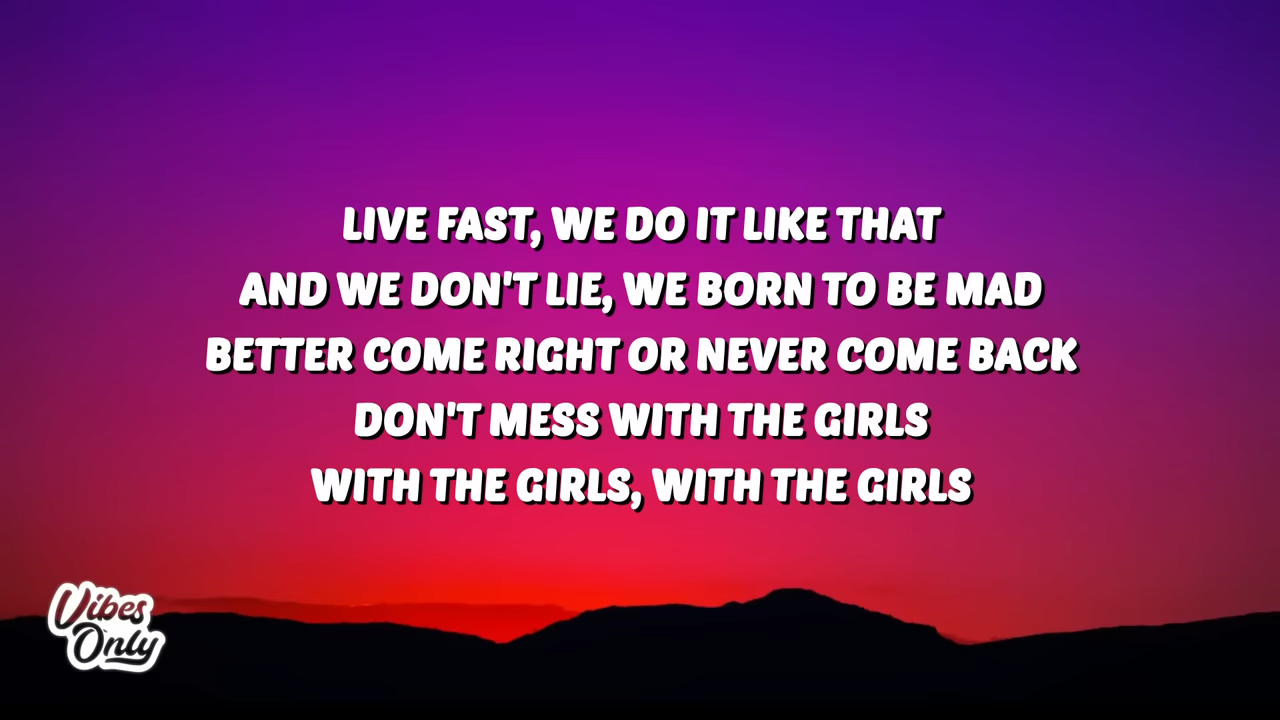 LIVE FAST, WE DO IT LIKE THAT
AND WE DON'T LIE, WE BORN TO BE MAD
BETTER COME RIGHT OR NEVER COME BACK
DON'T MESS WITH THE GIRLS
WITH THE GIRLS, WITH THE GIRLS
Vibes
Only